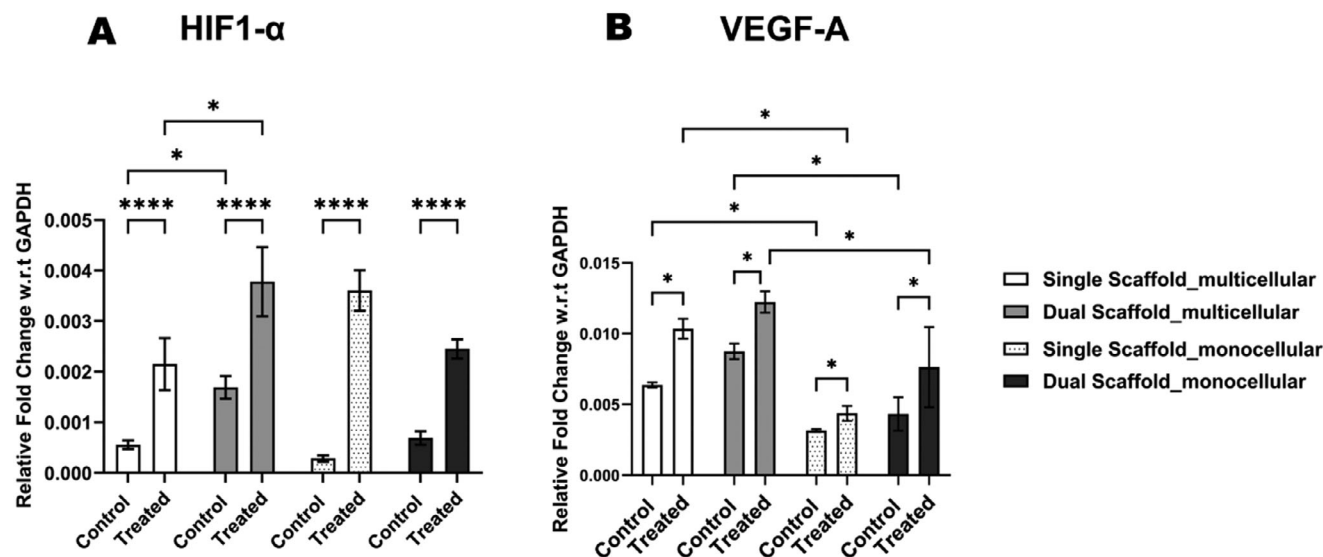 A HIF1-α
*
*
**** **** **** ****
Relative Fold Change w.r.t GAPDH
0.005
0.004
0.003
0.002
0.001
0.000
Control Treated Control Treated Control Treated Control Treated
B VEGF-A
*
*
*
*
* * * *
Relative Fold Change w.r.t GAPDH
0.015
0.010
0.005
0.000
Control Treated Control Treated Control Treated Control Treated
Single Scaffold_multicellular
Dual Scaffold_multicellular
Single Scaffold_monocellular
Dual Scaffold_monocellular